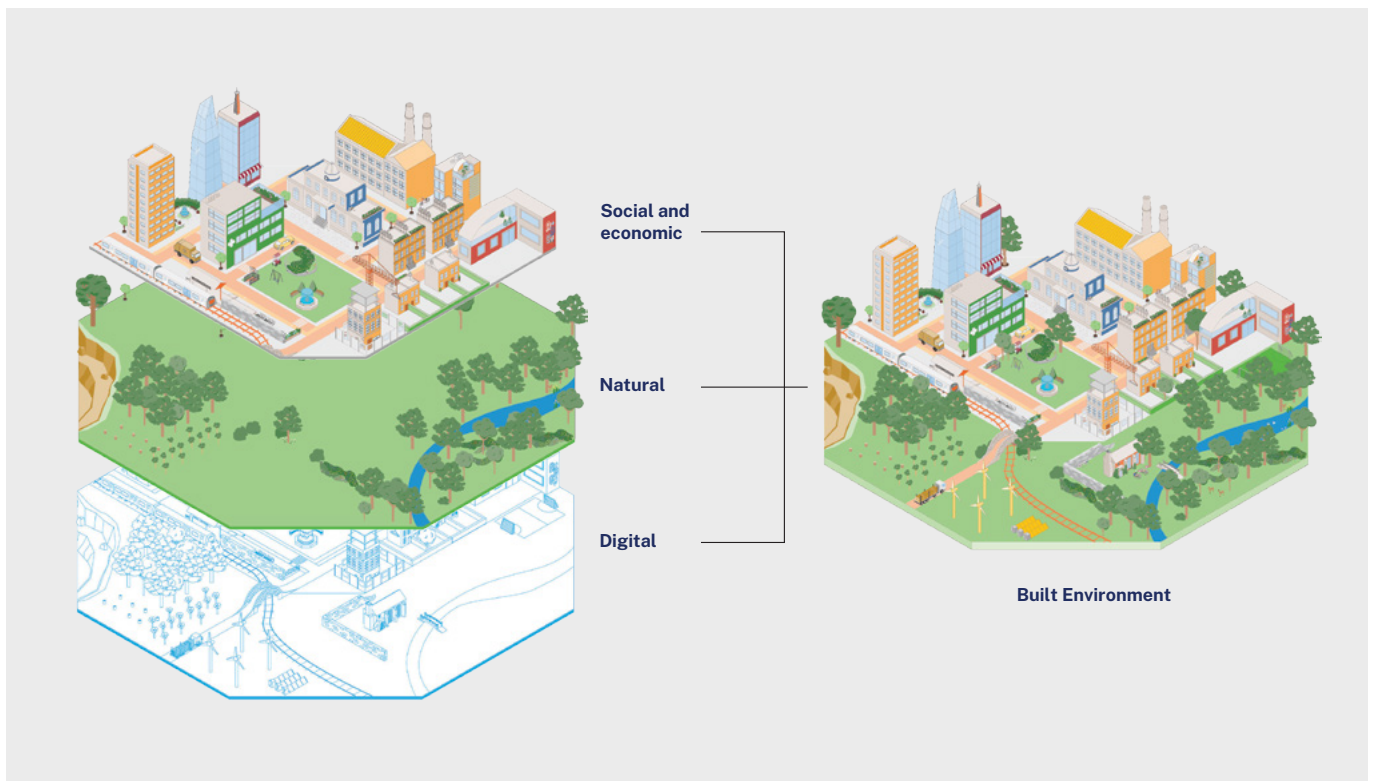 Social and
economic
Natural
Digital
Built Environment